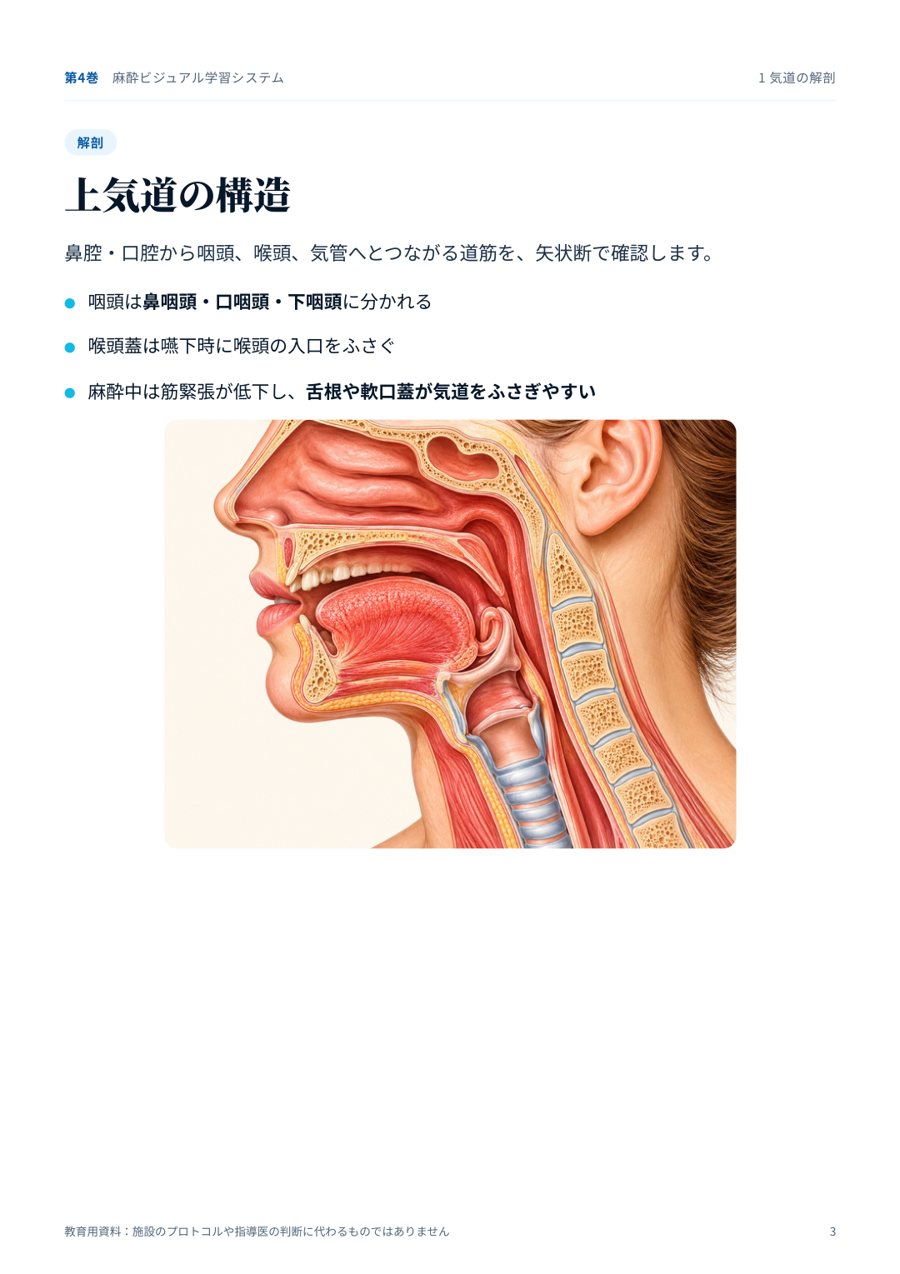 第4巻 麻酔ビジュアル学習システム
1 気道の解剖
解剖
上気道の構造
鼻腔・口腔から咽頭、喉頭、気管へとつながる道筋を、矢状断で確認します。
咽頭は鼻咽頭・口咽頭・下咽頭に分かれる
喉頭蓋は嚥下時に喉頭の入口をふさぐ
麻酔中は筋緊張が低下し、舌根や軟口蓋が気道をふさぎやすい
教育用資料：施設のプロトコルや指導医の判断に代わるものではありません
3